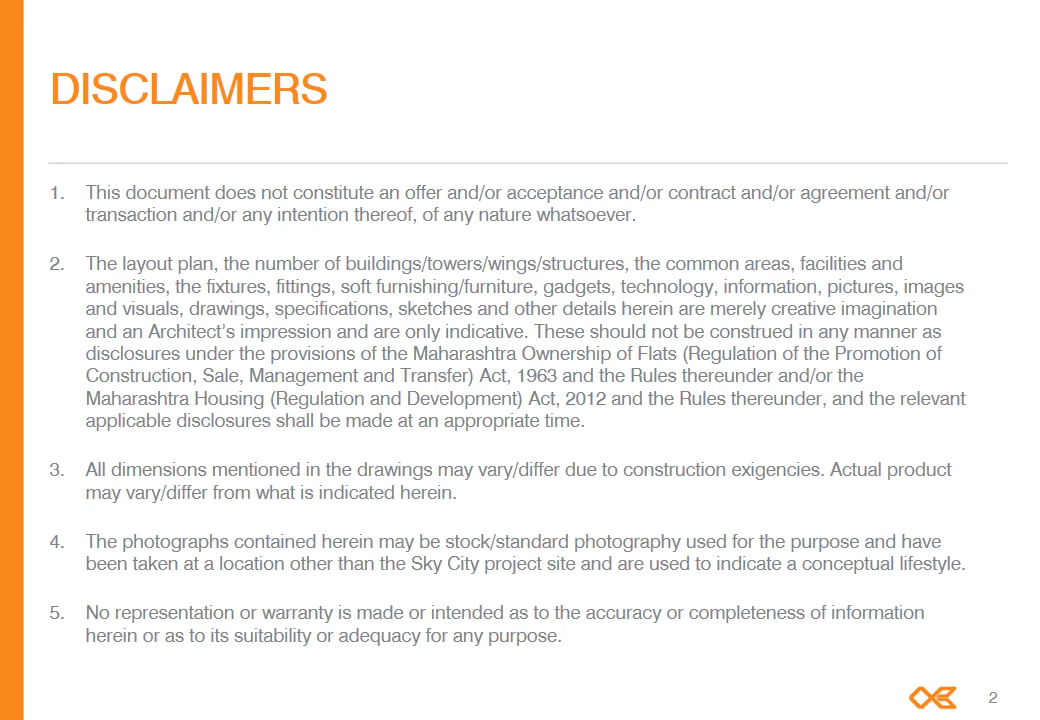 DISCLAIMERS
1. This document does not constitute an offer and/or acceptance and/or contract and/or agreement and/or
transaction and/or any intention thereof, of any nature whatsoever.
2. The layout plan, the number of buildings/towers/wings/structures, the common areas, facilities and
amenities, the fixtures, fittings, soft furnishing/furniture, gadgets, technology, information, pictures, images
and visuals, drawings, specifications, sketches and other details herein are merely creative imagination
and an Architect’s impression and are only indicative. These should not be construed in any manner as
disclosures under the provisions of the Maharashtra Ownership of Flats (Regulation of the Promotion of
Construction, Sale, Management and Transfer) Act, 1963 and the Rules thereunder and/or the
Maharashtra Housing (Regulation and Development) Act, 2012 and the Rules thereunder, and the relevant
applicable disclosures shall be made at an appropriate time.
3. All dimensions mentioned in the drawings may vary/differ due to construction exigencies. Actual product
may vary/differ from what is indicated herein.
4. The photographs contained herein may be stock/standard photography used for the purpose and have
been taken at a location other than the Sky City project site and are used to indicate a conceptual lifestyle.
5. No representation or warranty is made or intended as to the accuracy or completeness of information
herein or as to its suitability or adequacy for any purpose.
2